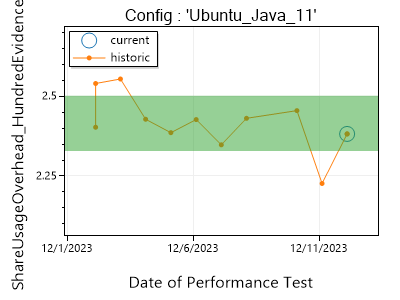 Config : 'Ubuntu_Java_11'
current
historic
ShareUsageOverhead_HundredEvidence
2.5
2.25
12/1/2023
12/6/2023
12/11/2023
Date of Performance Test